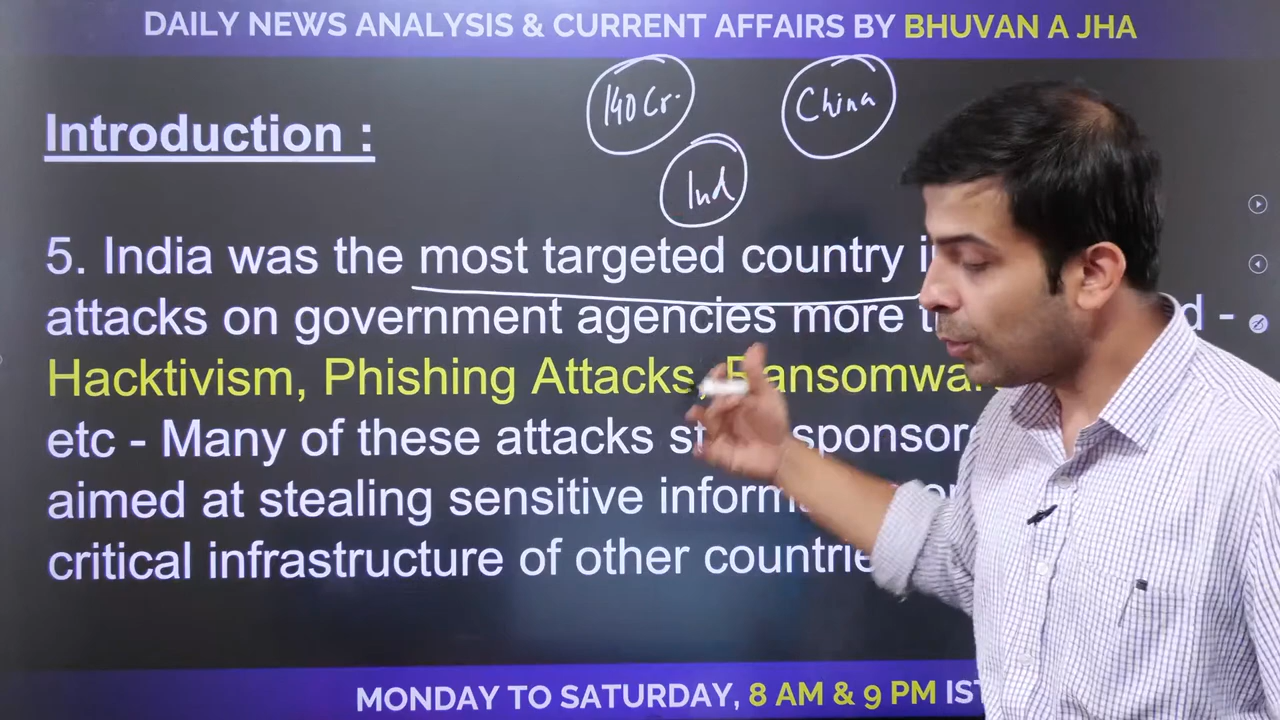 DAILY NEWS ANALYSIS & CURRENT AFFAIRS BY BHUVAN A JHA
140 Cr.
China
Ind
Introduction :
5. India was the most targeted country
attacks on government agencies more -
Hacktivism, Phishing Attacks, Ransomware
etc - Many of these attacks
aimed at stealing sensitive
critical infrastructure of other
MONDAY TO SATURDAY, 8 AM & 9 PM IST